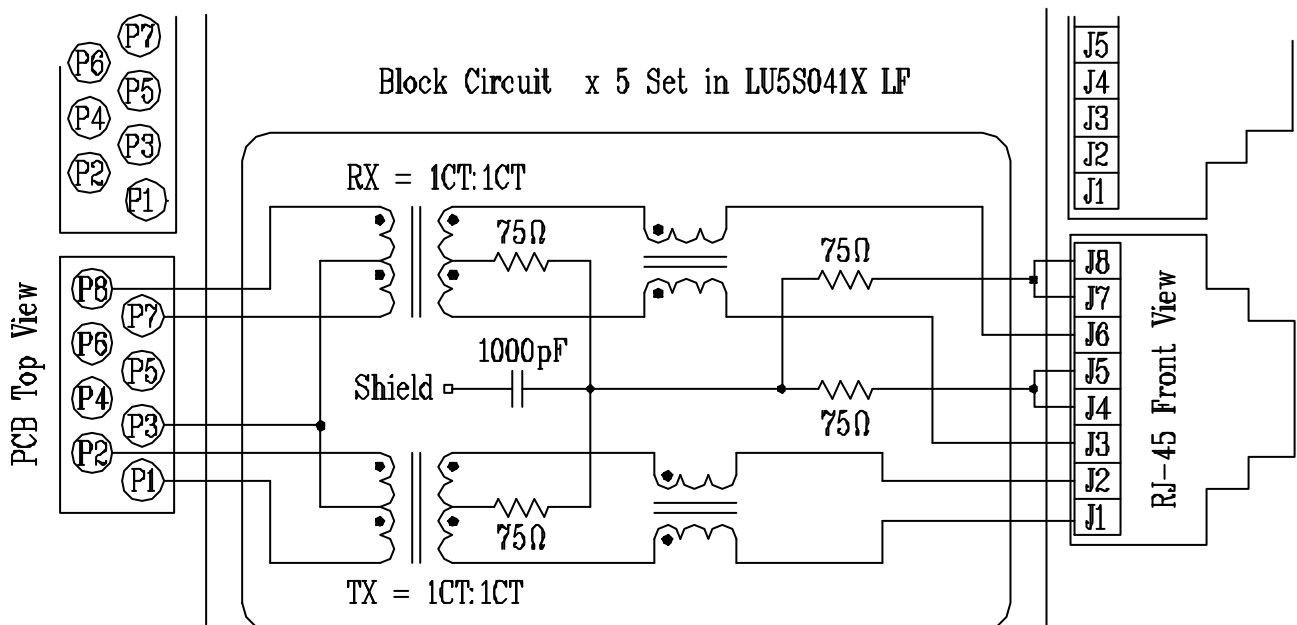 P7
P6
P5
P4
P3
P2
P1
Block Circuit x 5 Set in LU5S041X LF
J5
J4
J3
J2
J1
RX = 1CT:1CT
75Ω
75Ω
1000pF
Shield
75Ω
75Ω
TX = 1CT:1CT
PCB Top View
P8
P7
P6
P5
P4
P3
P2
P1
J8
J7
J6
J5
J4
J3
J2
J1
RJ-45 Front View